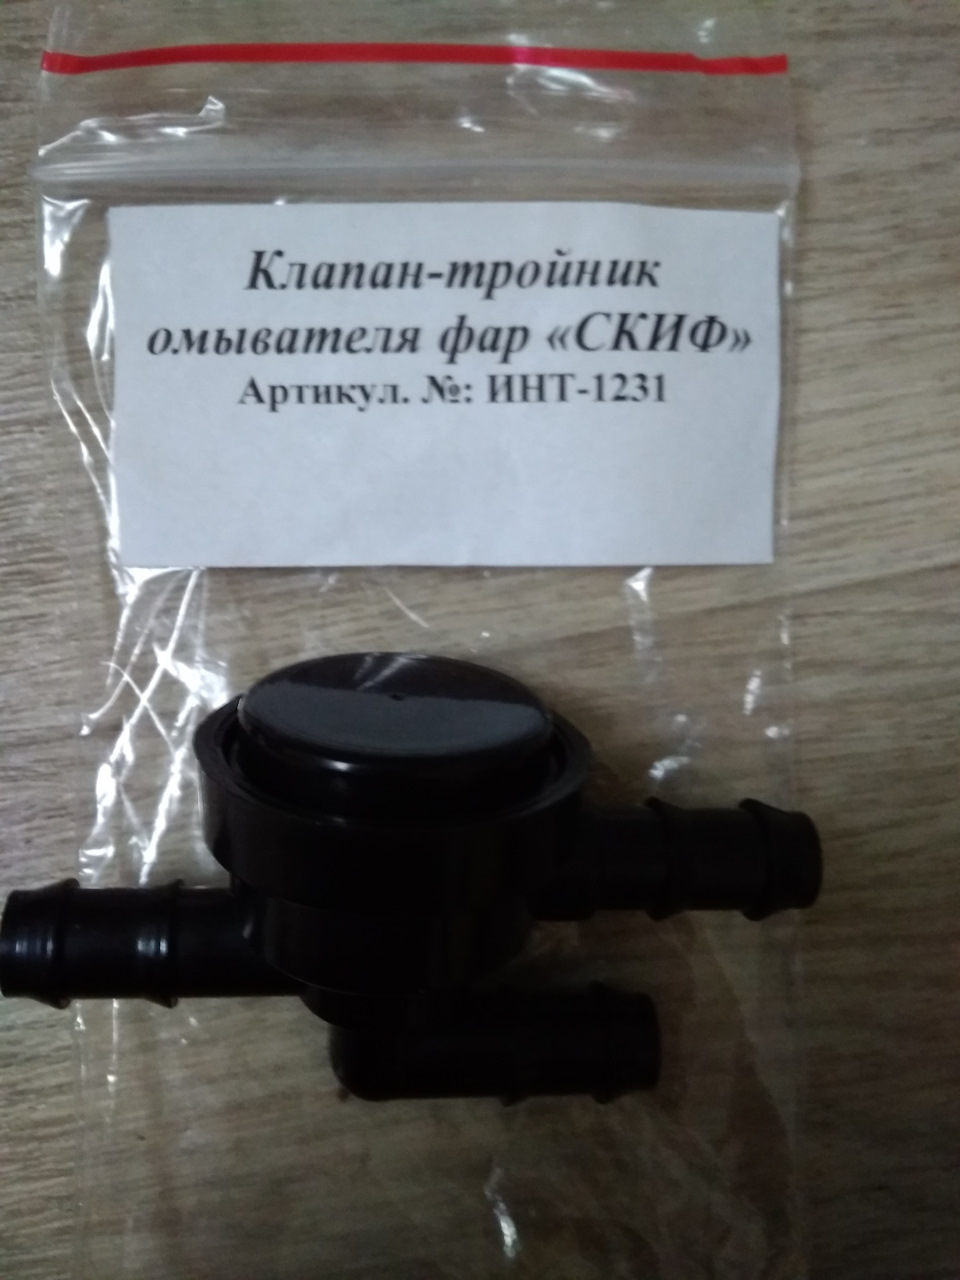 Клапан-тройник
омывателя фар «СКИФ»
Артикул. №: ИНТ-1231